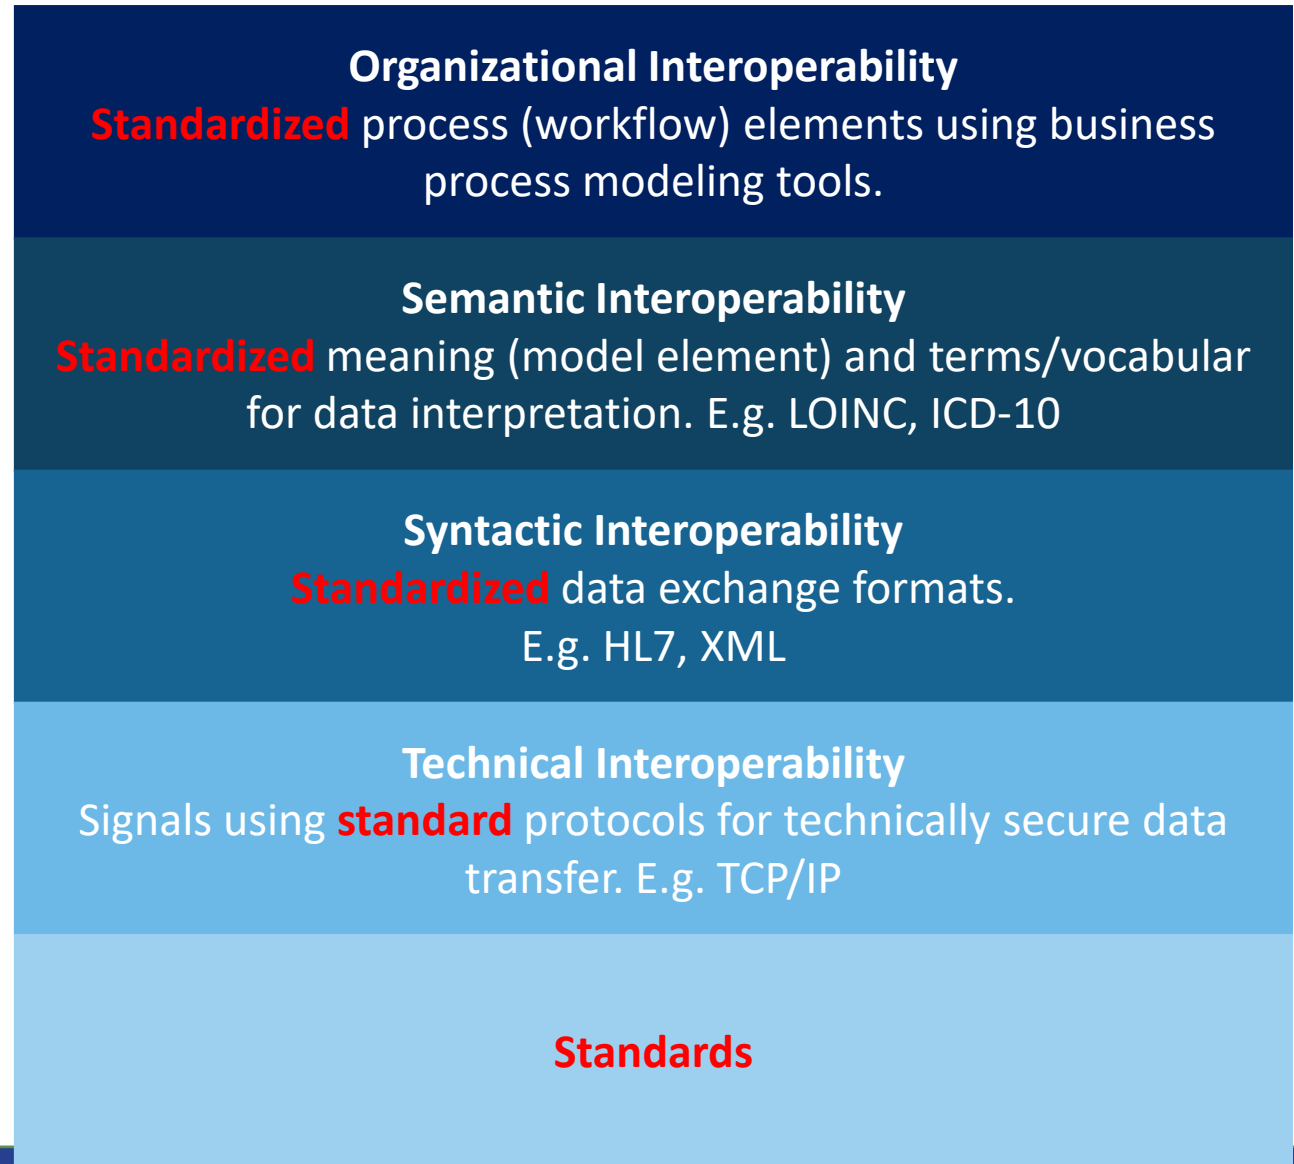 Organizational Interoperability
Standardized process (workflow) elements using business
process modeling tools.
Semantic Interoperability
Standardized meaning (model element) and terms/vocabular
for data interpretation. E.g. LOINC, ICD-10
Syntactic Interoperability
Standardized data exchange formats.
E.g. HL7, XML
Technical Interoperability
Signals using standard protocols for technically secure data
transfer. E.g. TCP/IP
Standards